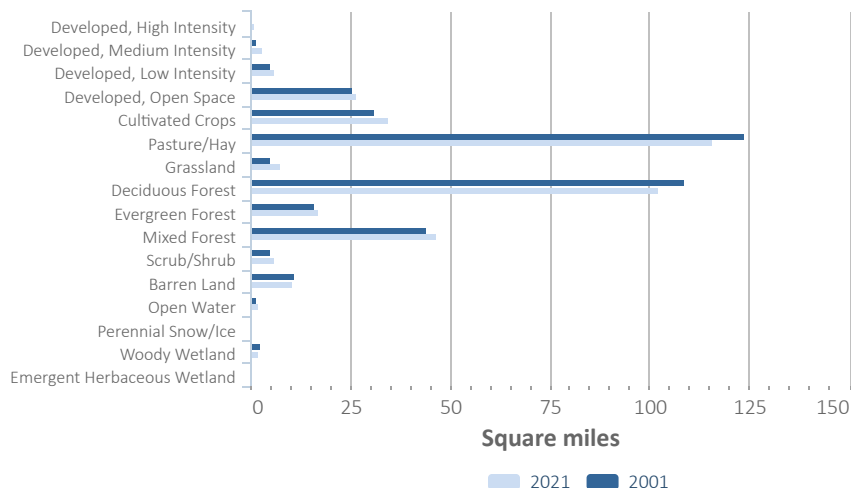 Developed, High Intensity
Developed, Medium Intensity
Developed, Low Intensity
Developed, Open Space
Cultivated Crops
Pasture/Hay
Grassland
Deciduous Forest
Evergreen Forest
Mixed Forest
Scrub/Shrub
Barren Land
Open Water
Perennial Snow/Ice
Woody Wetland
Emergent Herbaceous Wetland
0 25 50 75 100 125 150
Square miles
2021 2001